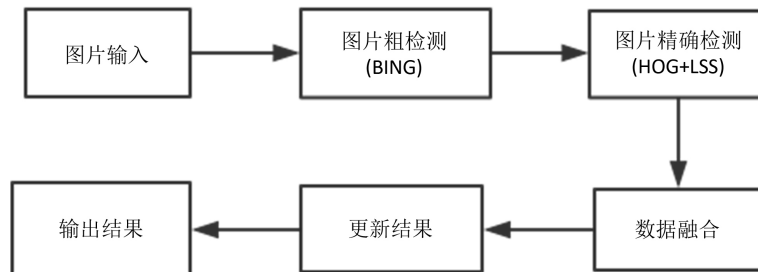 图片输入
图片粗检测
(BING)
图片精确检测
(HOG+LSS)
数据融合
更新结果
输出结果